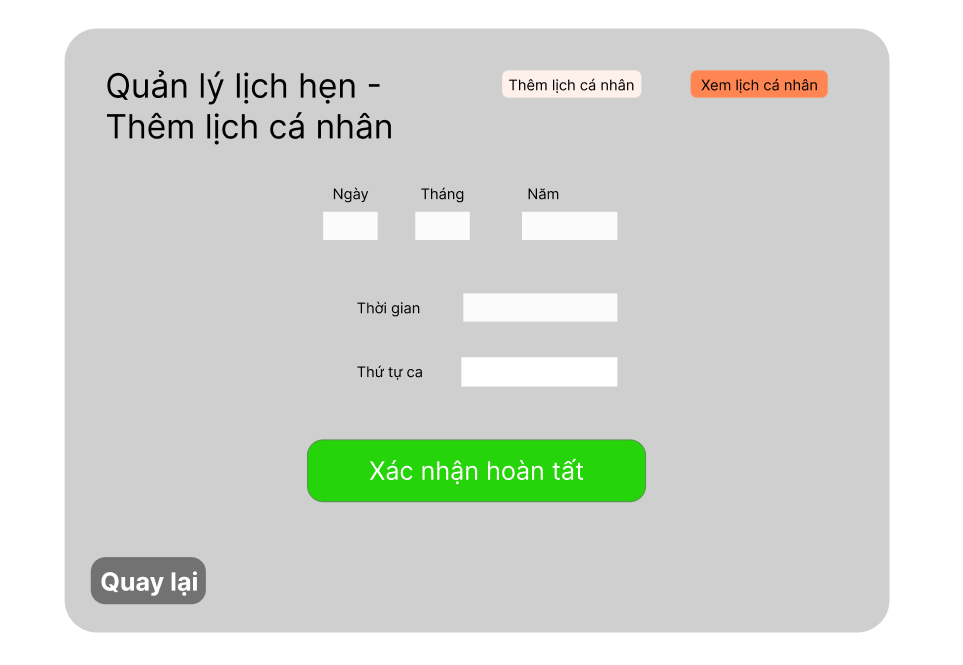 Quản lý lịch hẹn -
Thêm lịch cá nhân
Thêm lịch cá nhân
Xem lịch cá nhân
Ngày
Tháng
Năm
Thời gian
Thứ tự ca
Xác nhận hoàn tất
Quay lại